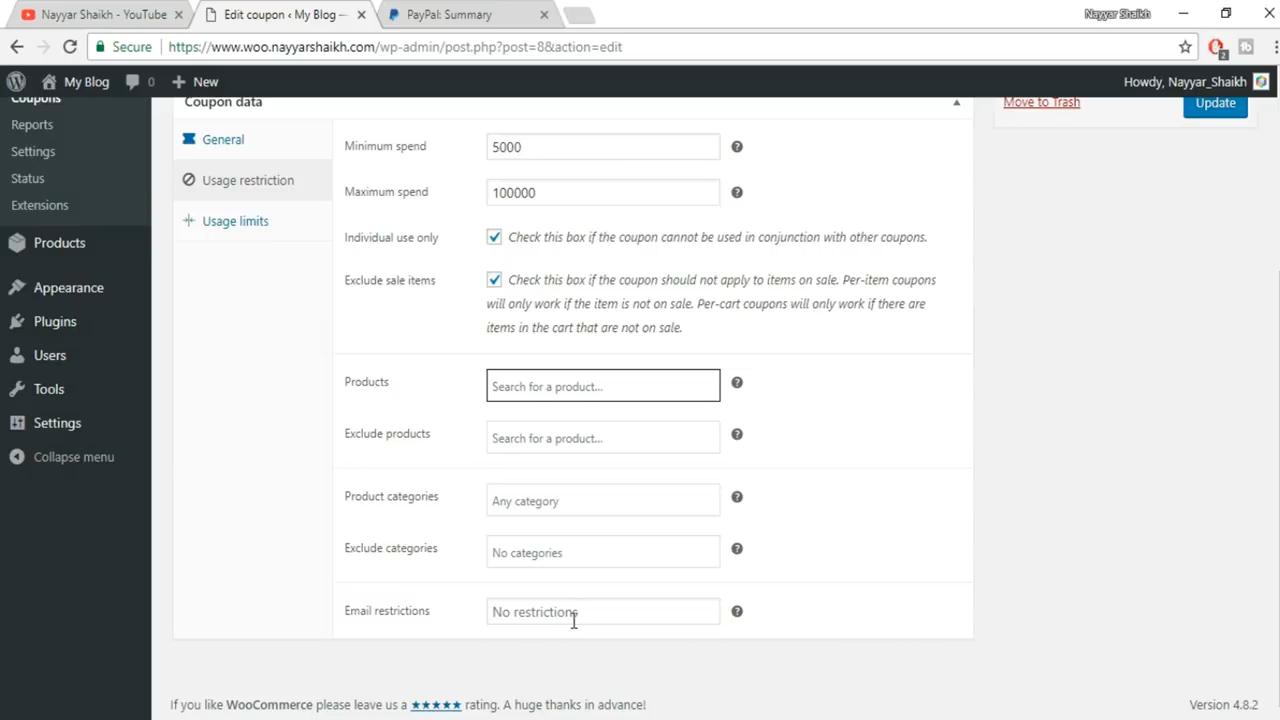 Nayyar Shaikh - YouTube
Edit coupon ‹ My Blog —
PayPal: Summary
Nayyar Shaikh
Secure
https://www.woo.nayyarshaikh.com/wp-admin/post.php?post=8&action=edit
2
My Blog
0
New
Howdy, Nayyar_Shaikh
Coupons
Reports
Settings
Status
Extensions
Products
Appearance
Plugins
Users
Tools
Settings
Collapse menu
Coupon data
Move to Trash
Update
General
Usage restriction
Usage limits
Minimum spend
5000
Maximum spend
100000
Individual use only
Check this box if the coupon cannot be used in conjunction with other coupons.
Exclude sale items
Check this box if the coupon should not apply to items on sale. Per-item coupons
will only work if the item is not on sale. Per-cart coupons will only work if there are
items in the cart that are not on sale.
Products
Search for a product...
Exclude products
Search for a product...
Product categories
Any category
Exclude categories
No categories
Email restrictions
No restrictions
If you like WooCommerce please leave us a ★★★★★ rating. A huge thanks in advance!
Version 4.8.2